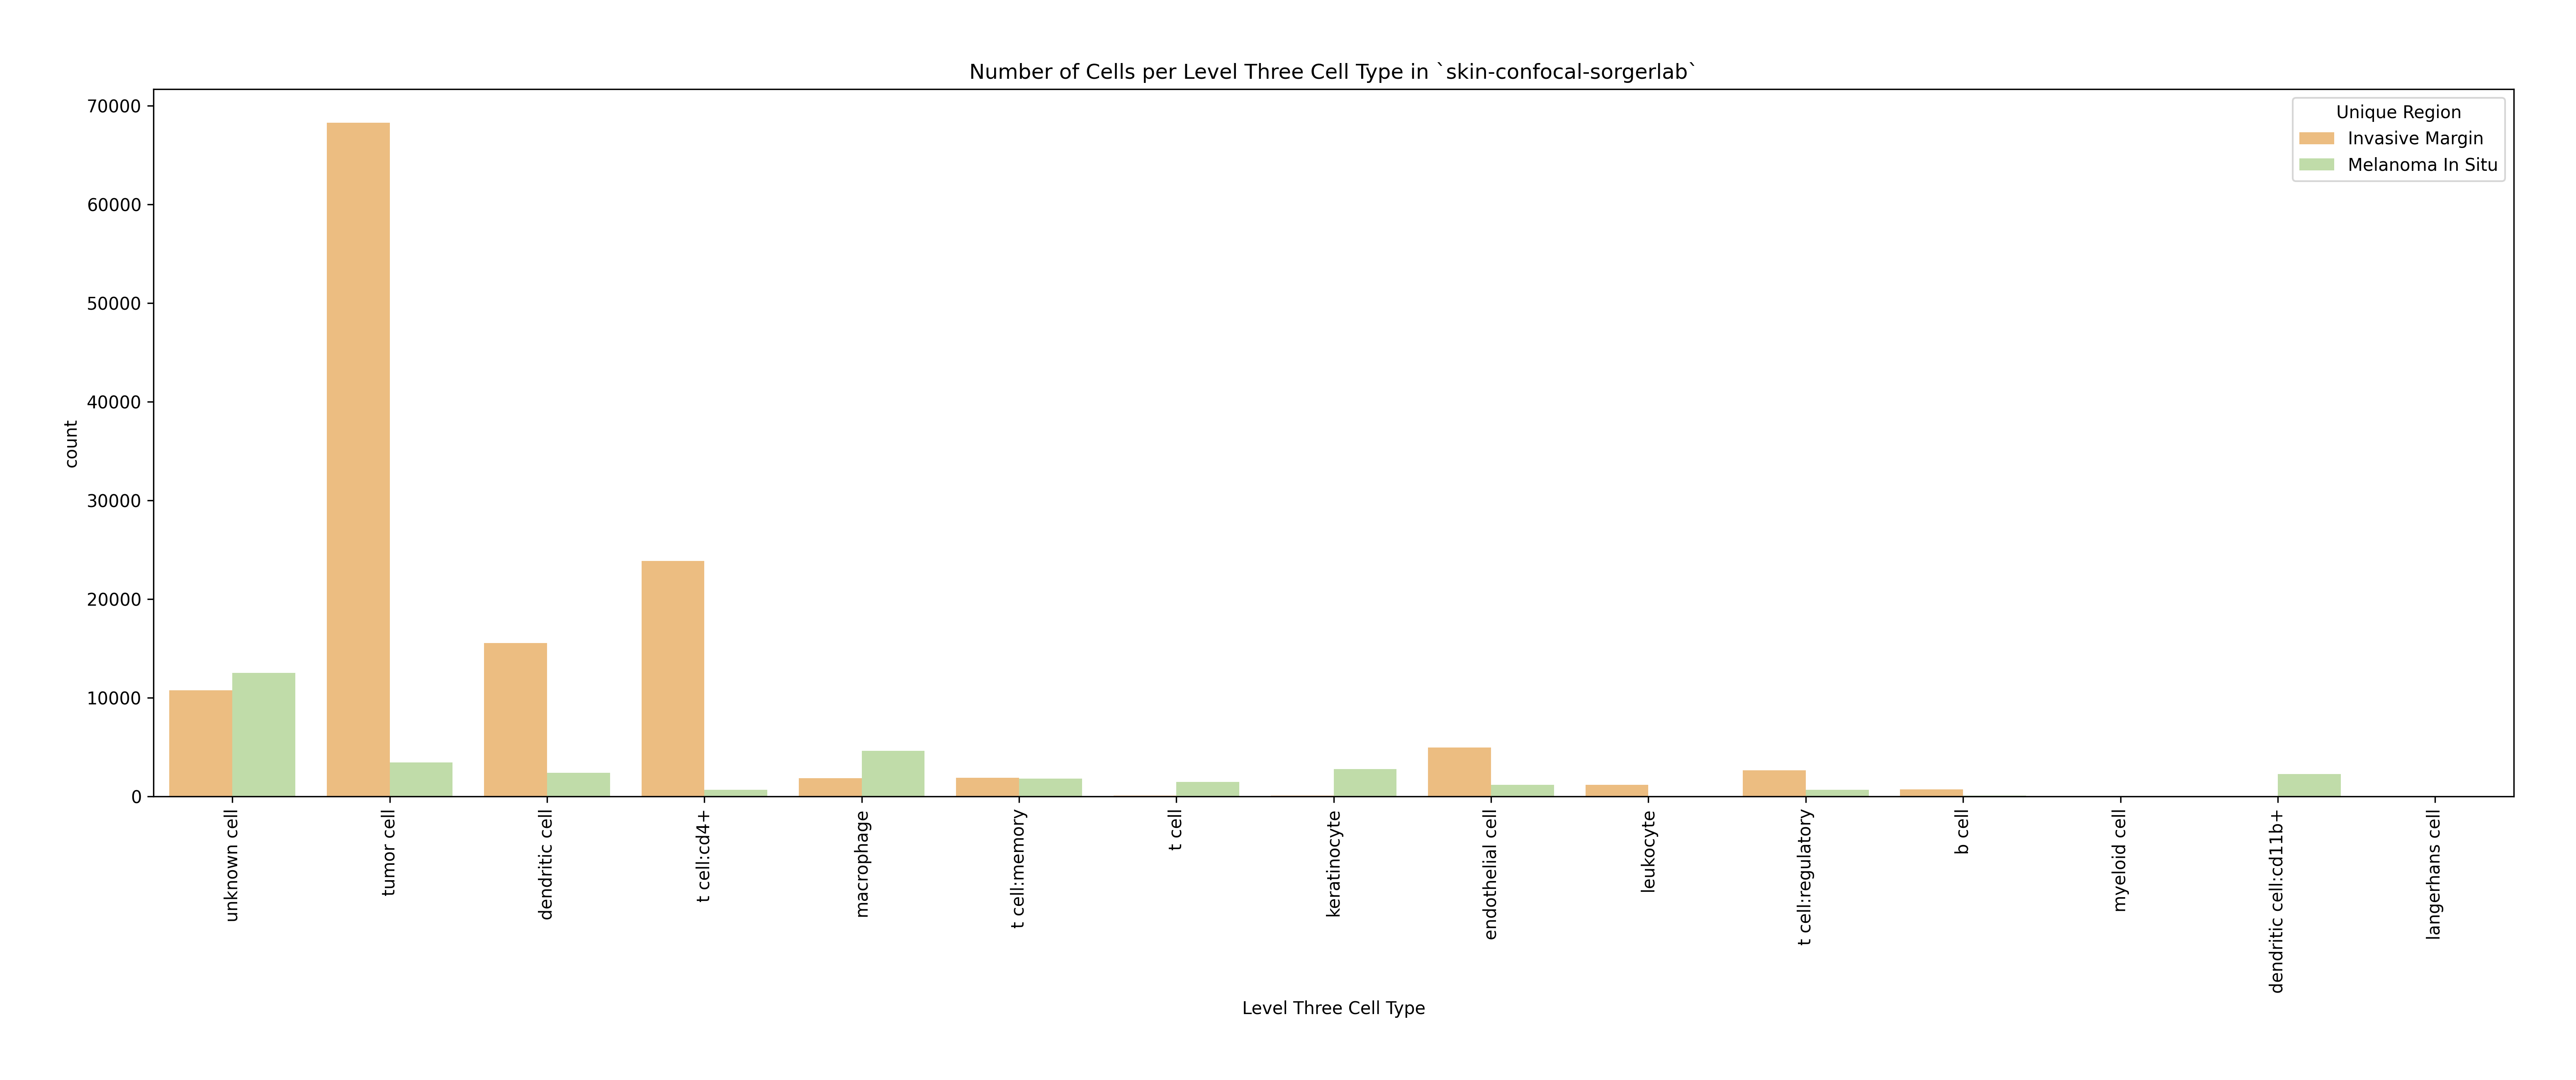 Number of Cells per Level Three Cell Type in `skin-confocal-sorgerlab`
Unique Region
Invasive Margin
Melanoma In Situ
count
70000
60000
50000
40000
30000
20000
10000
0
unknown cell
tumor cell
dendritic cell
t cell:cd4+
macrophage
t cell:memory
t cell
keratinocyte
endothelial cell
leukocyte
t cell:regulatory
b cell
myeloid cell
dendritic cell:cd11b+
langerhans cell
Level Three Cell Type